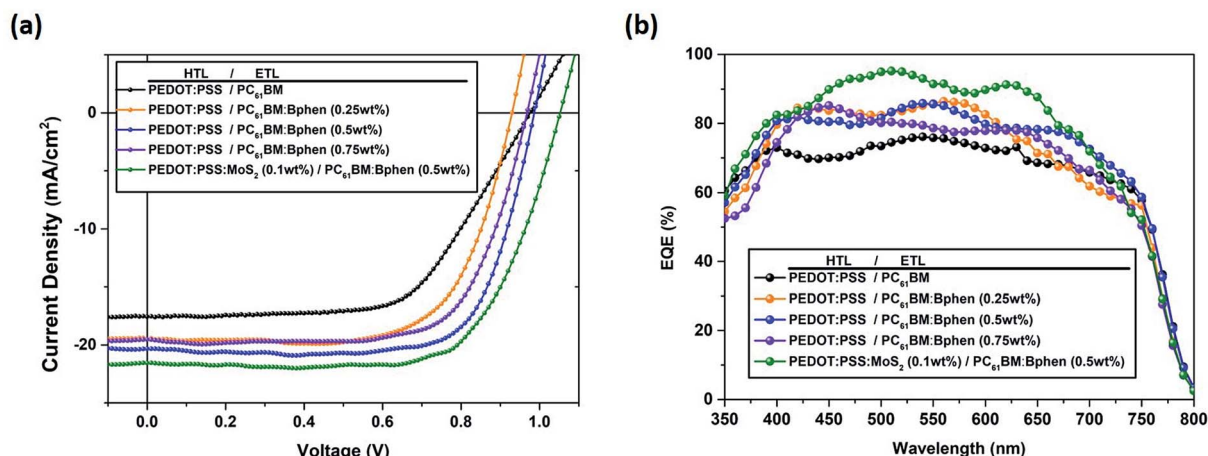 (a)
Current Density (mA/cm²)
0
-10
-20
0.0 0.2 0.4 0.6 0.8 1.0
Voltage (V)
HTL / ETL
PEDOT:PSS / PC₆₁BM
PEDOT:PSS / PC₆₁BM:Bphen (0.25wt%)
PEDOT:PSS / PC₆₁BM:Bphen (0.5wt%)
PEDOT:PSS / PC₆₁BM:Bphen (0.75wt%)
PEDOT:PSS:MoS₂ (0.1wt%) / PC₆₁BM:Bphen (0.5wt%)
(b)
EQE (%)
100
80
60
40
20
0
350 400 450 500 550 600 650 700 750 800
Wavelength (nm)
HTL / ETL
PEDOT:PSS / PC₆₁BM
PEDOT:PSS / PC₆₁BM:Bphen (0.25wt%)
PEDOT:PSS / PC₆₁BM:Bphen (0.5wt%)
PEDOT:PSS / PC₆₁BM:Bphen (0.75wt%)
PEDOT:PSS:MoS₂ (0.1wt%) / PC₆₁BM:Bphen (0.5wt%)